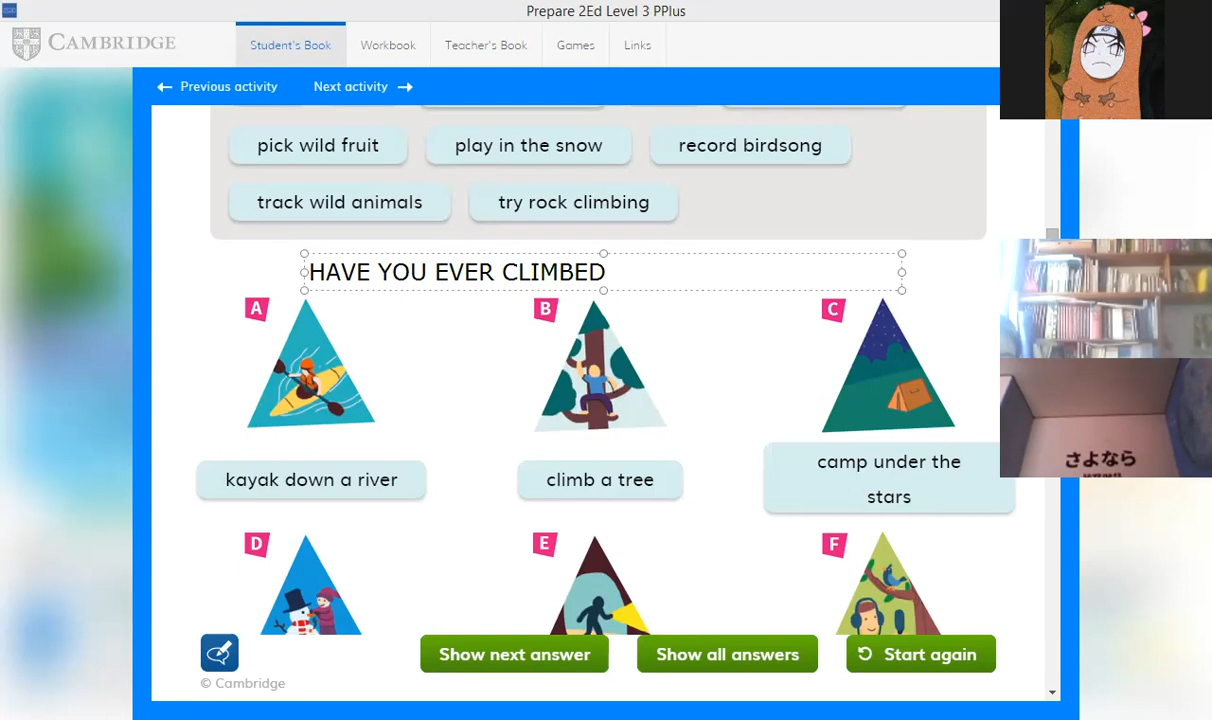 Prepare 2Ed Level 3 PPlus
CAMBRIDGE
Student's Book
Workbook
Teacher's Book
Games
Links
Previous activity
Next activity
pick wild fruit
play in the snow
record birdsong
track wild animals
try rock climbing
HAVE YOU EVER CLIMBED
A
B
C
kayak down a river
climb a tree
camp under the
stars
さよなら
D
E
F
Show next answer
Show all answers
Start again
© Cambridge